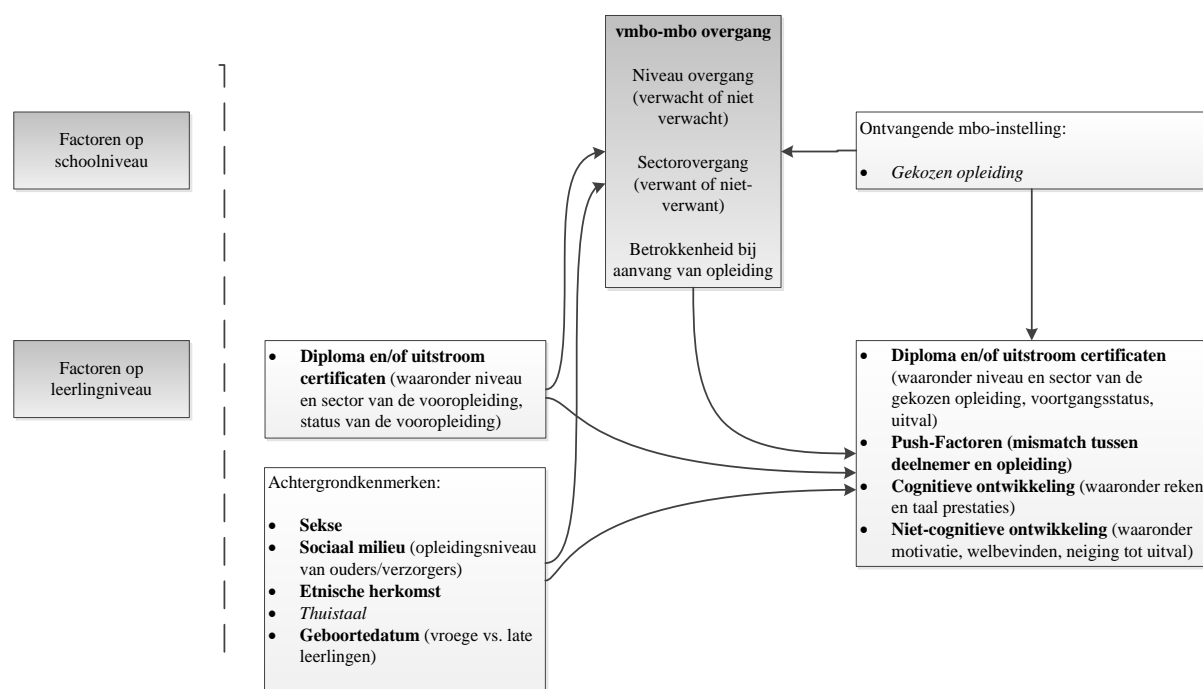 vmbo-mbo overgang
Niveau overgang
(verwacht of niet
verwacht)
Sectorovergang
(verwant of niet-
verwant)
Betrokkenheid bij
aanvang van opleiding
Factoren op
schoolniveau
Ontvangende mbo-instelling:
• Gekozen opleiding
Factoren op
leerlingniveau
• Diploma en/of uitstroom
certificaten (waaronder niveau
en sector van de vooropleiding,
status van de vooropleiding)
• Diploma en/of uitstroom certificaten
(waaronder niveau en sector van de
gekozen opleiding, voortgangsstatus,
uitval)
• Push-Factoren (mismatch tussen
deelnemer en opleiding)
• Cognitieve ontwikkeling (waaronder reken
en taal prestaties)
• Niet-cognitieve ontwikkeling (waaronder
motivatie, welbevinden, neiging tot uitval)
Achtergrondkenmerken:
• Sekse
• Sociaal milieu (opleidingsniveau
van ouders/verzorgers)
• Etnische herkomst
• Thuistaal
• Geboortedatum (vroege vs. late
leerlingen)